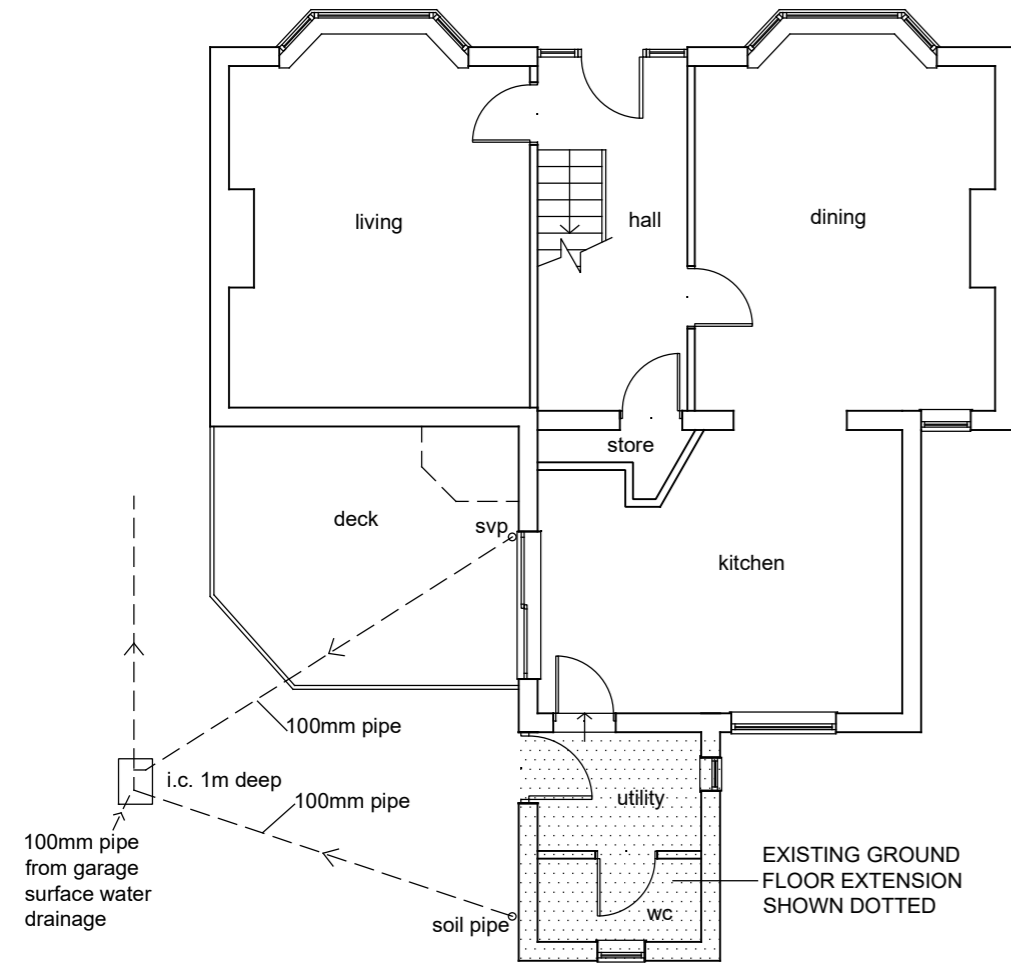 living
hall
dining
store
deck
svp
kitchen
100mm pipe
i.c. 1m deep
100mm pipe
utility
100mm pipe
from garage
surface water
drainage
EXISTING GROUND
FLOOR EXTENSION
SHOWN DOTTED
wc
soil pipe